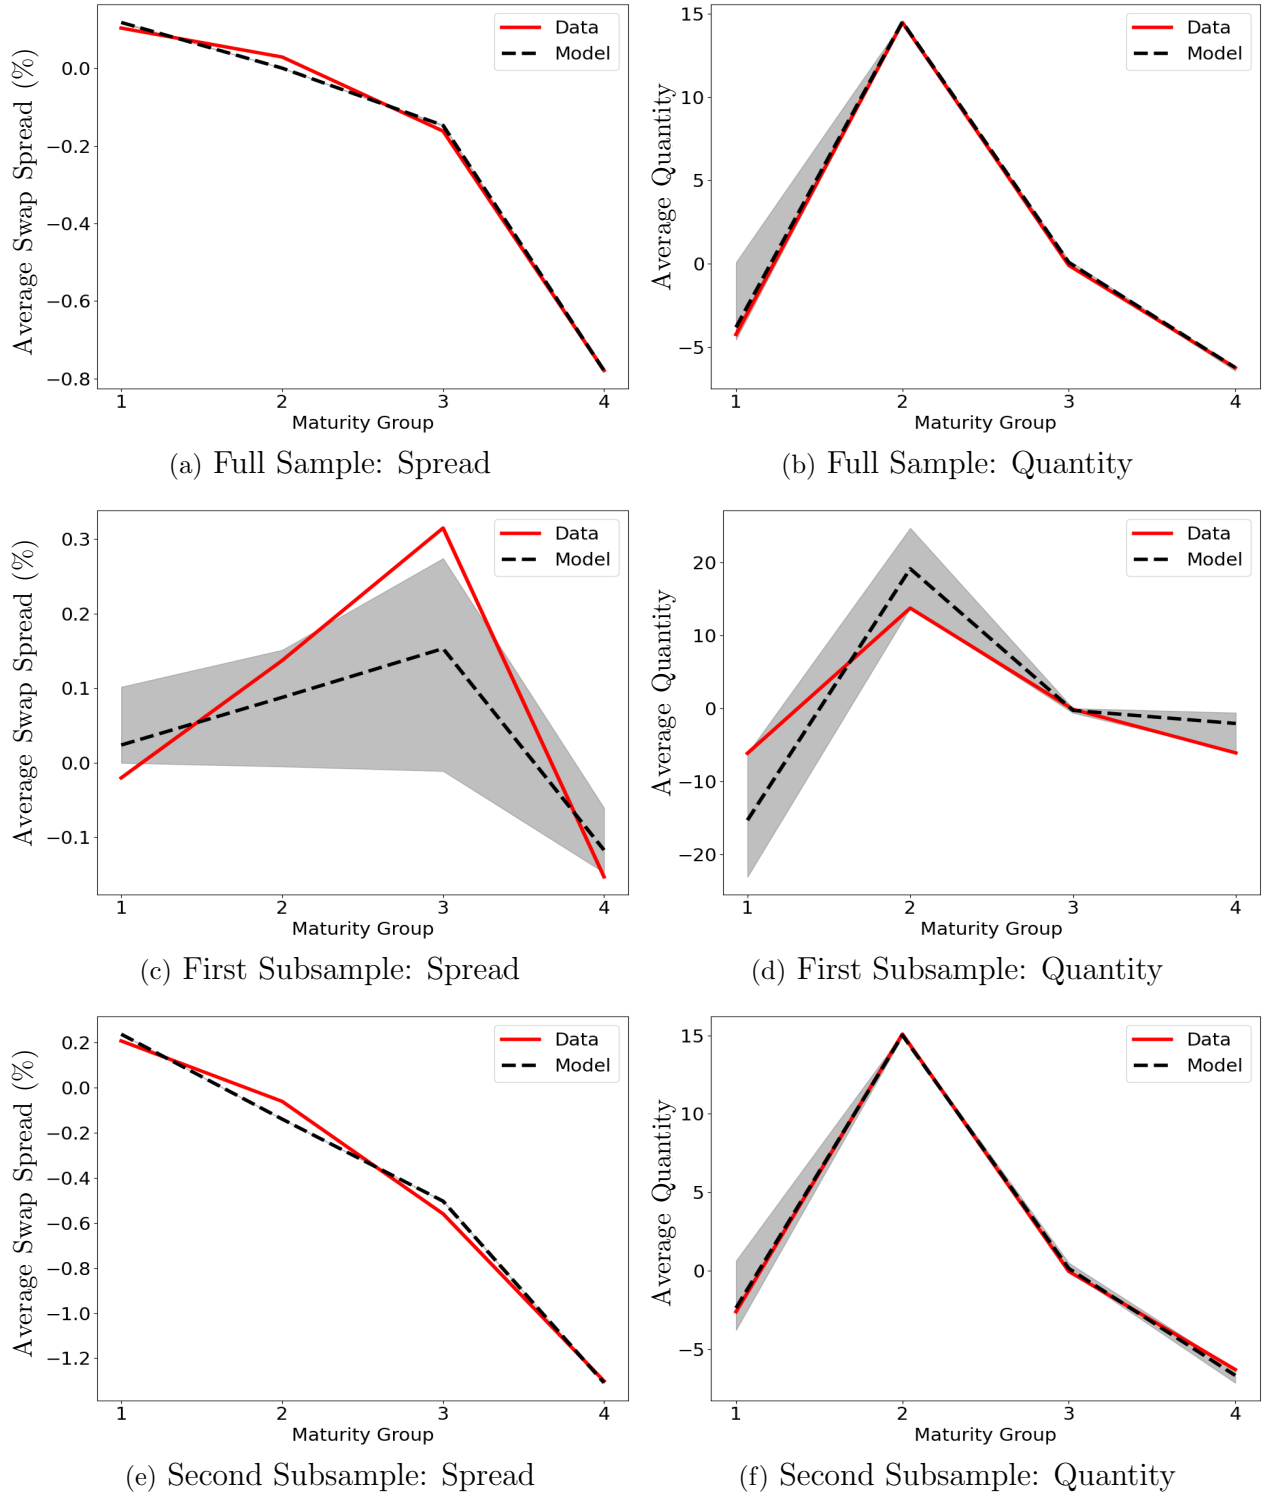 Average Swap Spread (%)
0.0
−0.2
−0.4
−0.6
−0.8
1 2 3 4
Maturity Group
Data
Model
(a) Full Sample: Spread
Average Quantity
15
10
5
0
−5
1 2 3 4
Maturity Group
Data
Model
(b) Full Sample: Quantity
Average Swap Spread (%)
0.3
0.2
0.1
0.0
−0.1
1 2 3 4
Maturity Group
Data
Model
(c) First Subsample: Spread
Average Quantity
20
10
0
−10
−20
1 2 3 4
Maturity Group
Data
Model
(d) First Subsample: Quantity
Average Swap Spread (%)
0.2
0.0
−0.2
−0.4
−0.6
−0.8
−1.0
−1.2
1 2 3 4
Maturity Group
Data
Model
(e) Second Subsample: Spread
Average Quantity
15
10
5
0
−5
1 2 3 4
Maturity Group
Data
Model
(f) Second Subsample: Quantity